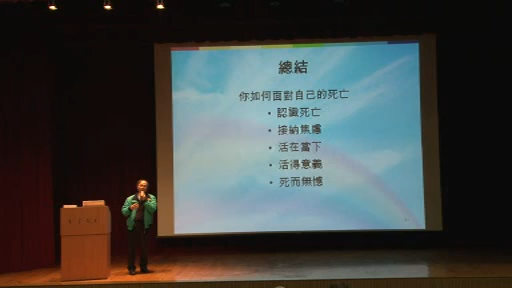 總結
你如何面對自己的死亡
• 認識死亡
• 接納焦慮
• 活在當下
• 活得意義
• 死而無憾